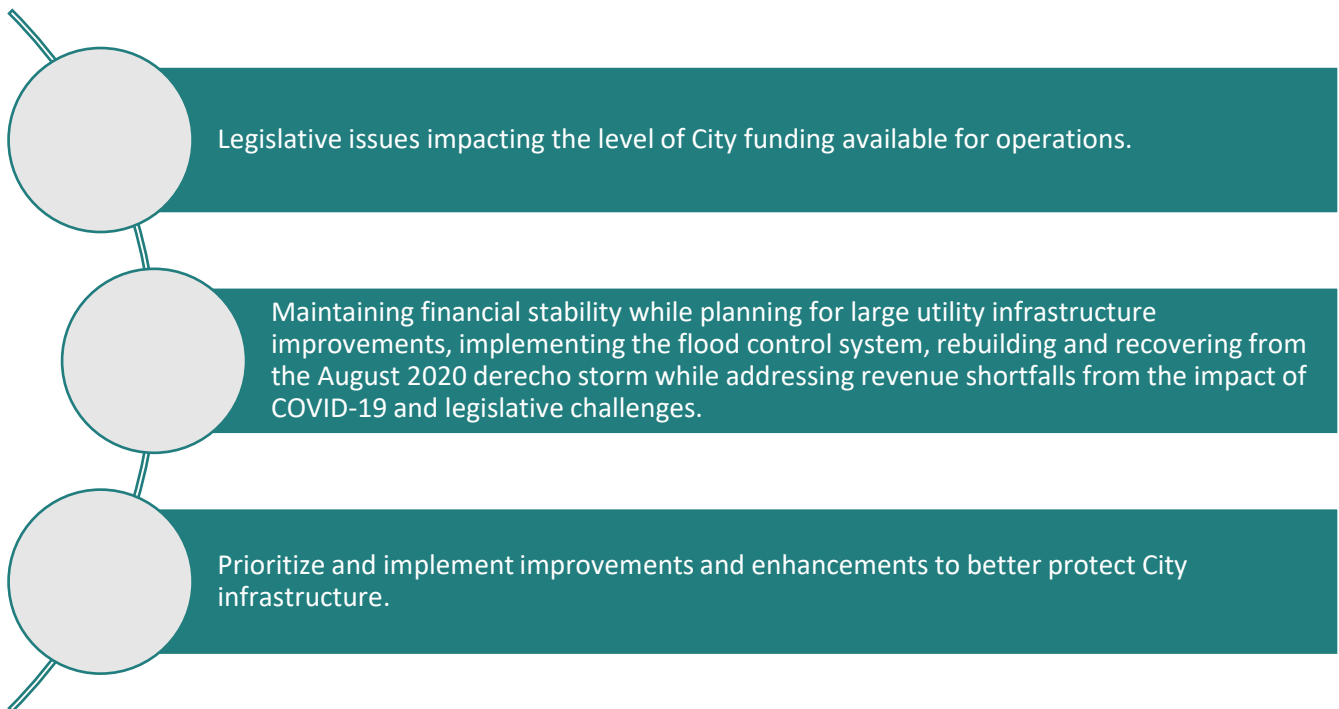 Legislative issues impacting the level of City funding available for operations.
Maintaining financial stability while planning for large utility infrastructure
improvements, implementing the flood control system, rebuilding and recovering from
the August 2020 derecho storm while addressing revenue shortfalls from the impact of
COVID-19 and legislative challenges.
Prioritize and implement improvements and enhancements to better protect City
infrastructure.